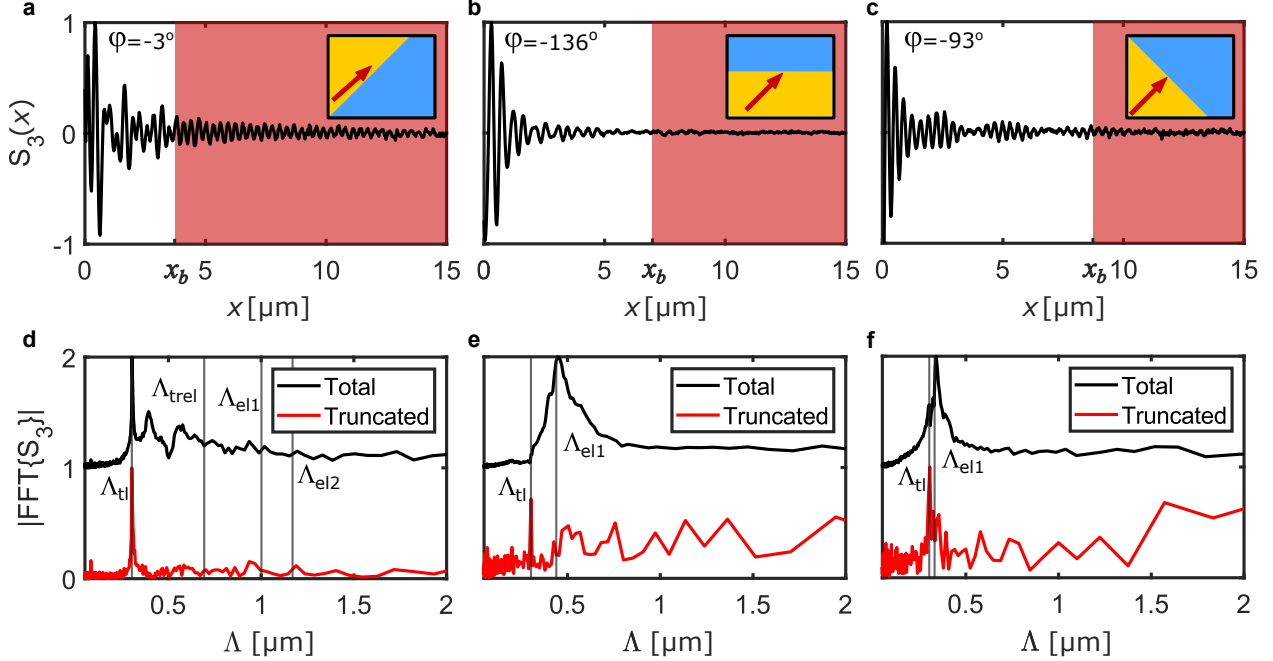 a
b
c
φ=-3°
φ=-136°
φ=-93°
S₃(x)
1
0
-1
0 x_b 5 10 15
0 5 x_b 10 15
0 5 x_b 10 15
x [µm]
x [µm]
x [µm]
d
e
f
|FFT{S₃}|
2
1
0
Λtrel
Λel1
Λtl
Λel2
Total
Truncated
Λel1
Λtl
Total
Truncated
Λtl
Λel1
Total
Truncated
0.5 1 1.5 2
0.5 1 1.5 2
0.5 1 1.5 2
Λ [µm]
Λ [µm]
Λ [µm]